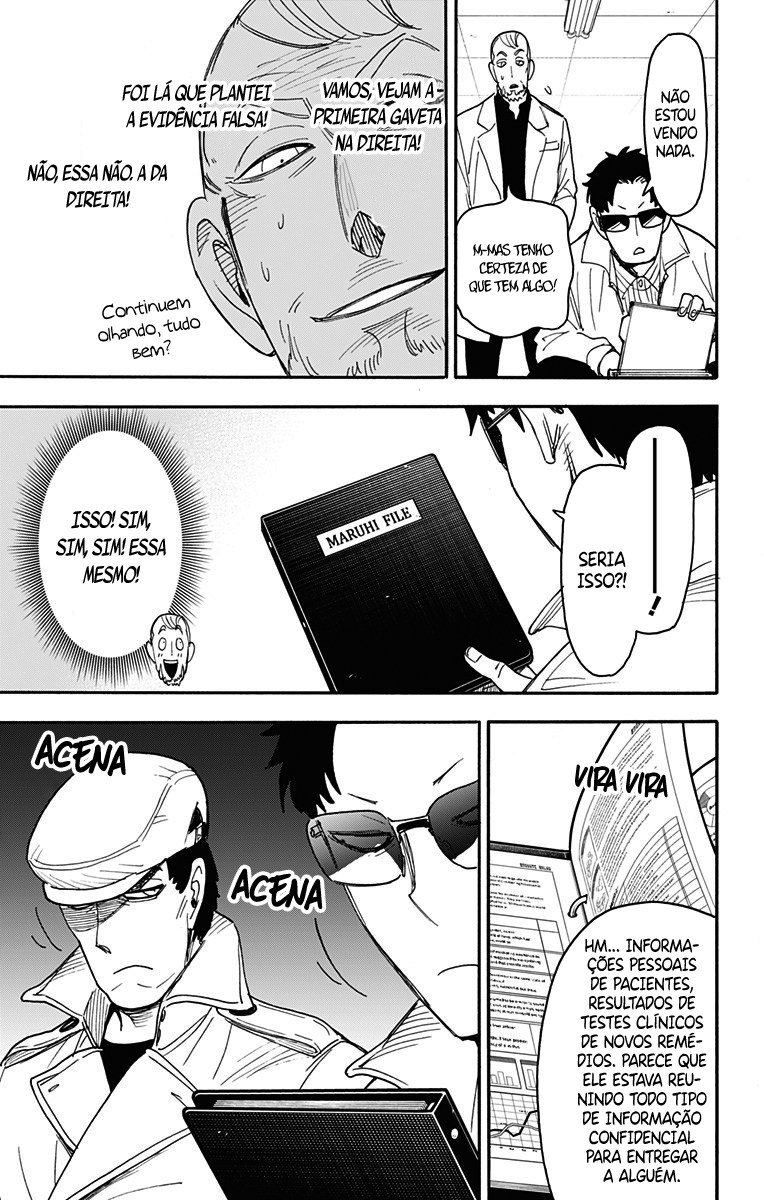 NÃO
ESTOU
VENDO
NADA.
M-MAS TENHO
CERTEZA DE
QUE TEM ALGO!
VAMOS, VEJAM A
PRIMEIRA GAVETA
NA DIREITA!
FOI LÁ QUE PLANTEI
A EVIDÊNCIA FALSA!
NÃO, ESSA NÃO. A DA
DIREITA!
Continuem
olhando, tudo
bem?
!
SERIA
ISSO?!
MARUHI FILE
ISSO! SIM,
SIM, SIM! ESSA
MESMO!
VIRA VIRA
HM... INFORMA-
ÇÕES PESSOAIS
DE PACIENTES,
RESULTADOS DE
TESTES CLÍNICOS
DE NOVOS REMÉ-
DIOS. PARECE QUE
ELE ESTAVA REU-
NINDO TODO TIPO
DE INFORMAÇÃO
CONFIDENCIAL
PARA ENTREGAR
A ALGUÉM.
ACENA
ACENA